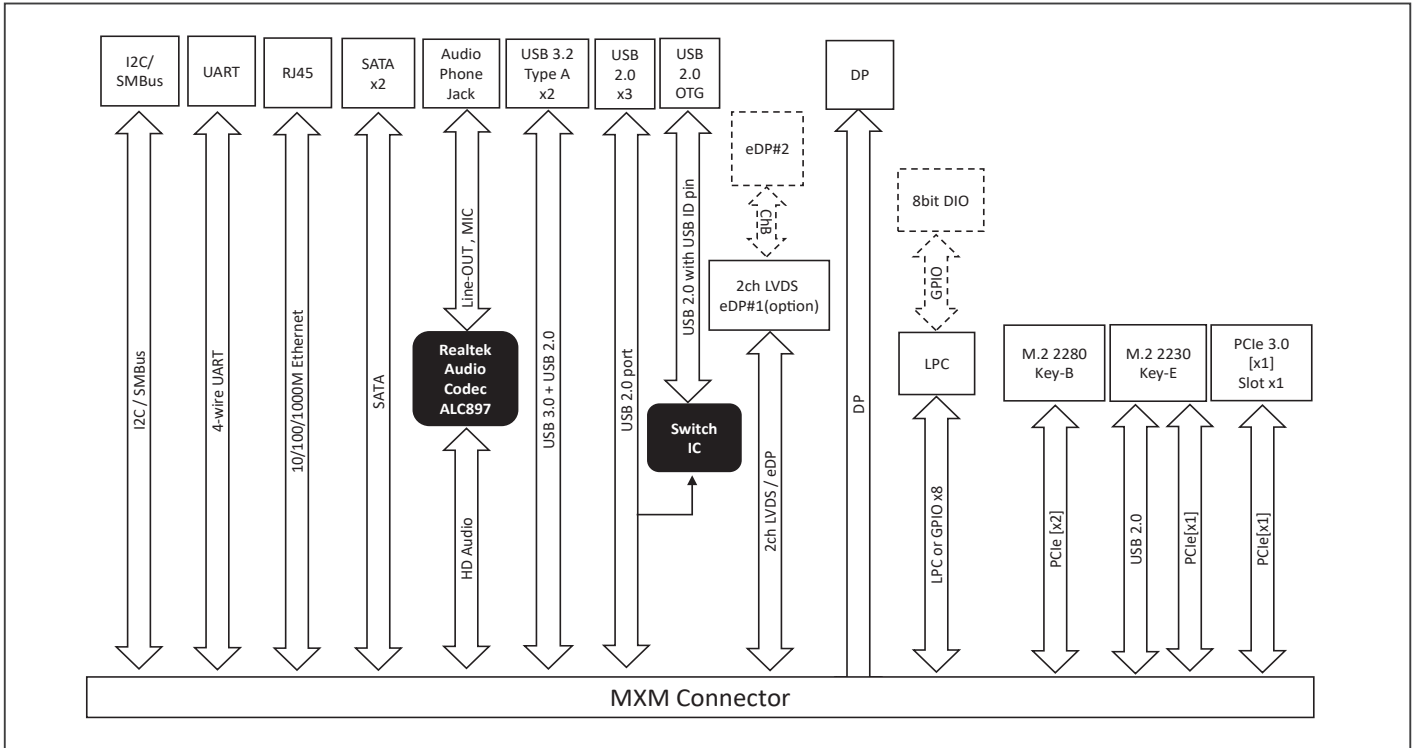 I2C/
SMBus
UART
RJ45
SATA
x2
Audio
Phone
Jack
USB 3.2
Type A
x2
USB
2.0
x3
USB
2.0
OTG
DP
eDP#2
8bit DIO
ChB
GPIO
2ch LVDS
eDP#1(option)
LPC
M.2 2280
Key-B
M.2 2230
Key-E
PCIe 3.0
[x1]
Slot x1
Realtek
Audio
Codec
ALC897
Switch
IC
I2C / SMBus
4-wire UART
10/100/1000M Ethernet
SATA
Line-OUT , MIC
HD Audio
USB 3.0 + USB 2.0
USB 2.0 port
USB 2.0 with USB ID pin
2ch LVDS / eDP
DP
LPC or GPIO x8
PCIe [x2]
USB 2.0
PCIe[x1]
PCIe[x1]
MXM Connector